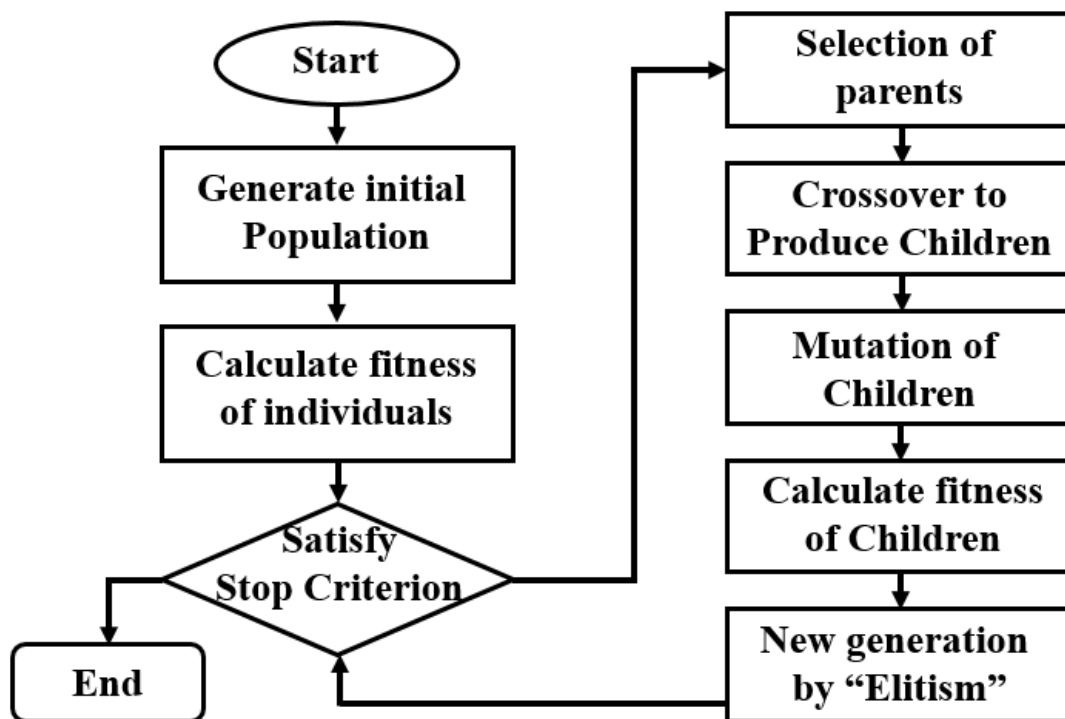 Start
Generate initial
Population
Calculate fitness
of individuals
Satisfy
Stop Criterion
End
Selection of
parents
Crossover to
Produce Children
Mutation of
Children
Calculate fitness
of Children
New generation
by “Elitism”